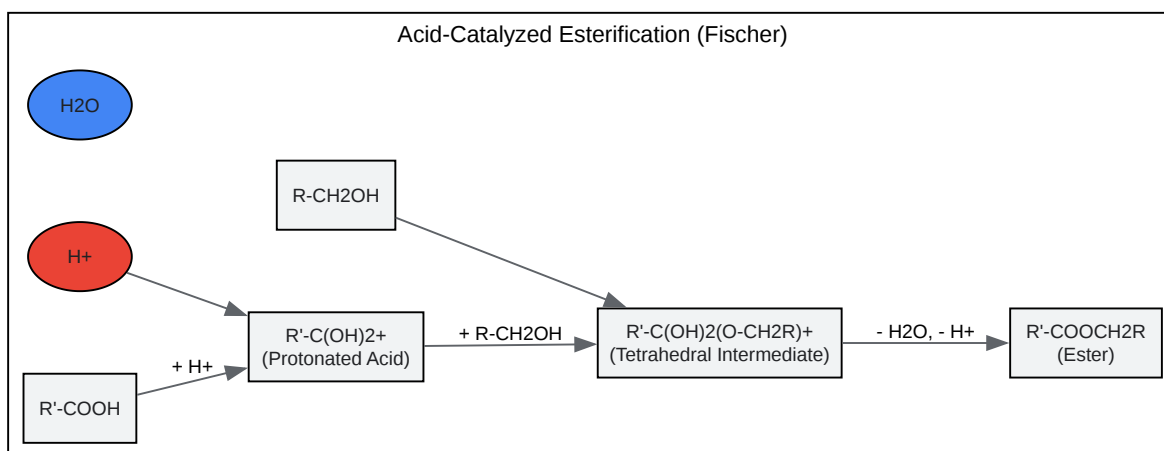 Acid-Catalyzed Esterification (Fischer)
H2O
R-CH2OH
H+
R'-C(OH)2+
(Protonated Acid)
+ R-CH2OH
R'-C(OH)2(O-CH2R)+
(Tetrahedral Intermediate)
- H2O, - H+
R'-COOCH2R
(Ester)
+ H+
R'-COOH